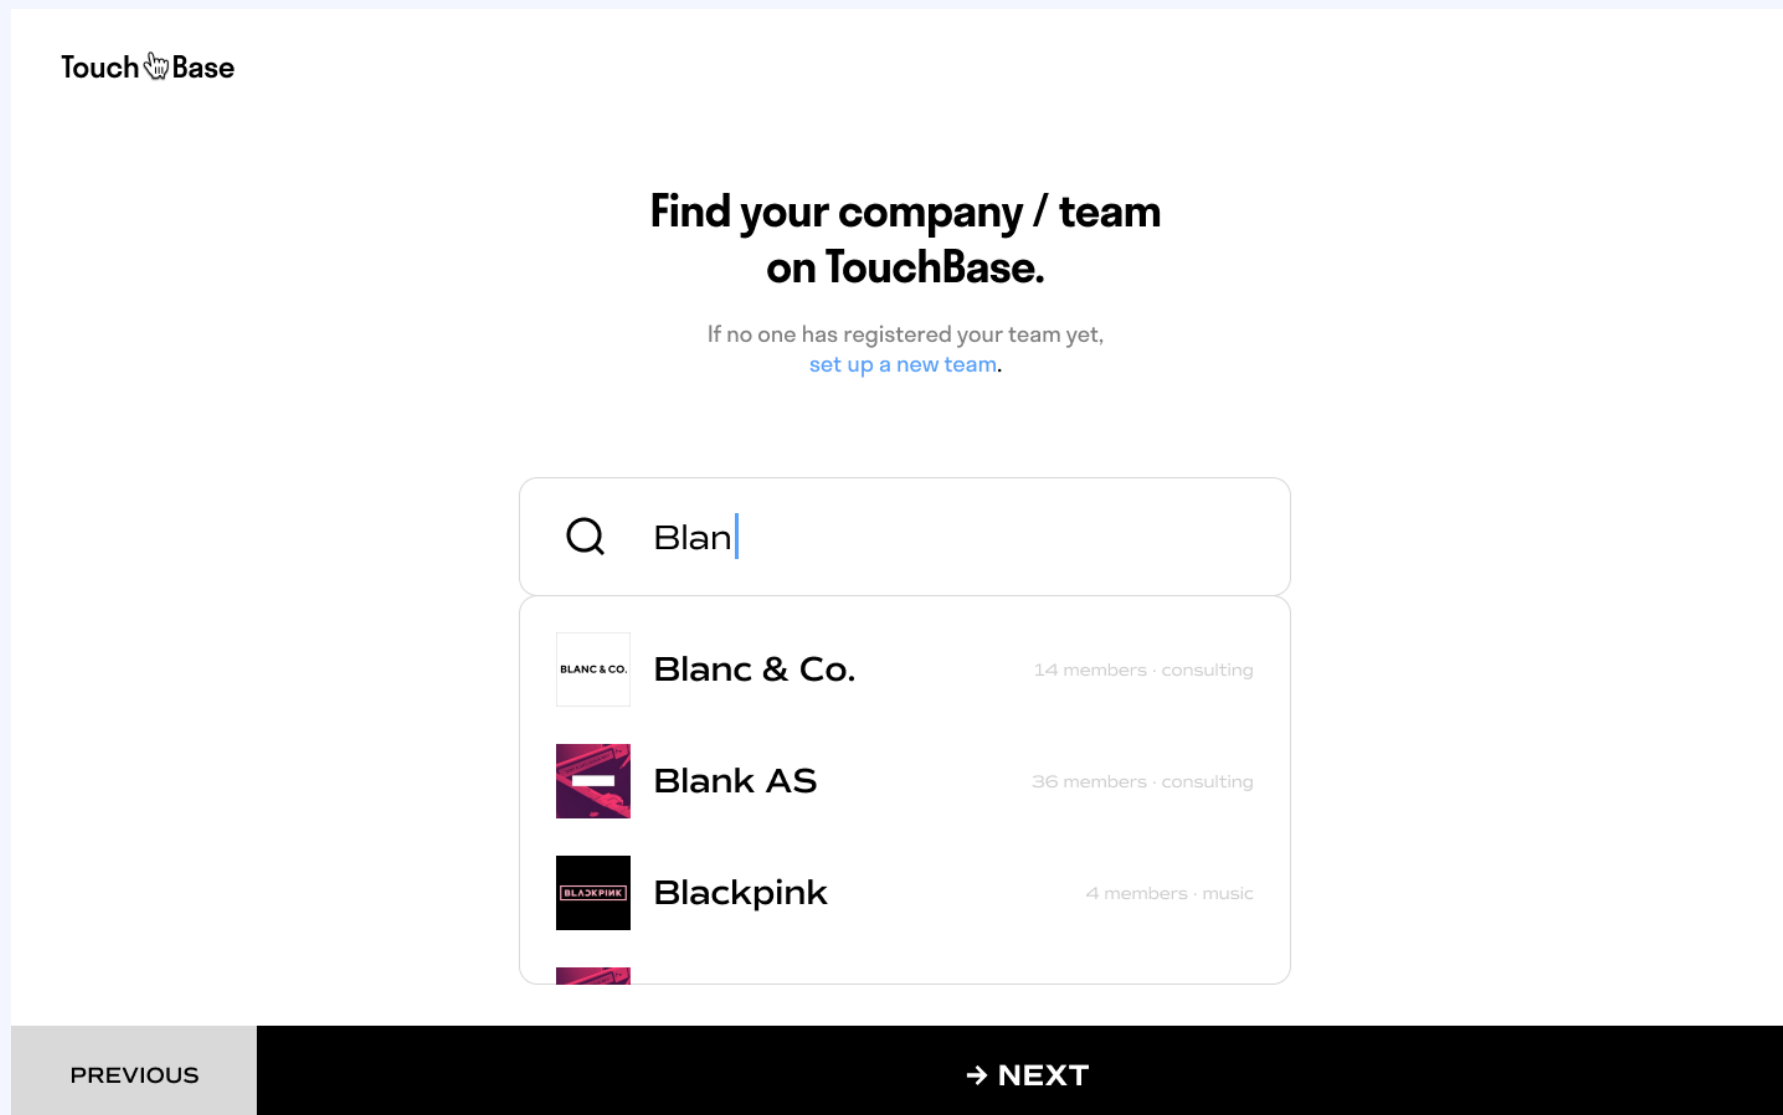 Touch Base
Find your company / team
on TouchBase.
If no one has registered your team yet,
set up a new team.
Blan
BLANC & CO.
Blanc & Co.
14 members · consulting
Blank AS
36 members · consulting
BLACKPINK
Blackpink
4 members · music
PREVIOUS
→ NEXT